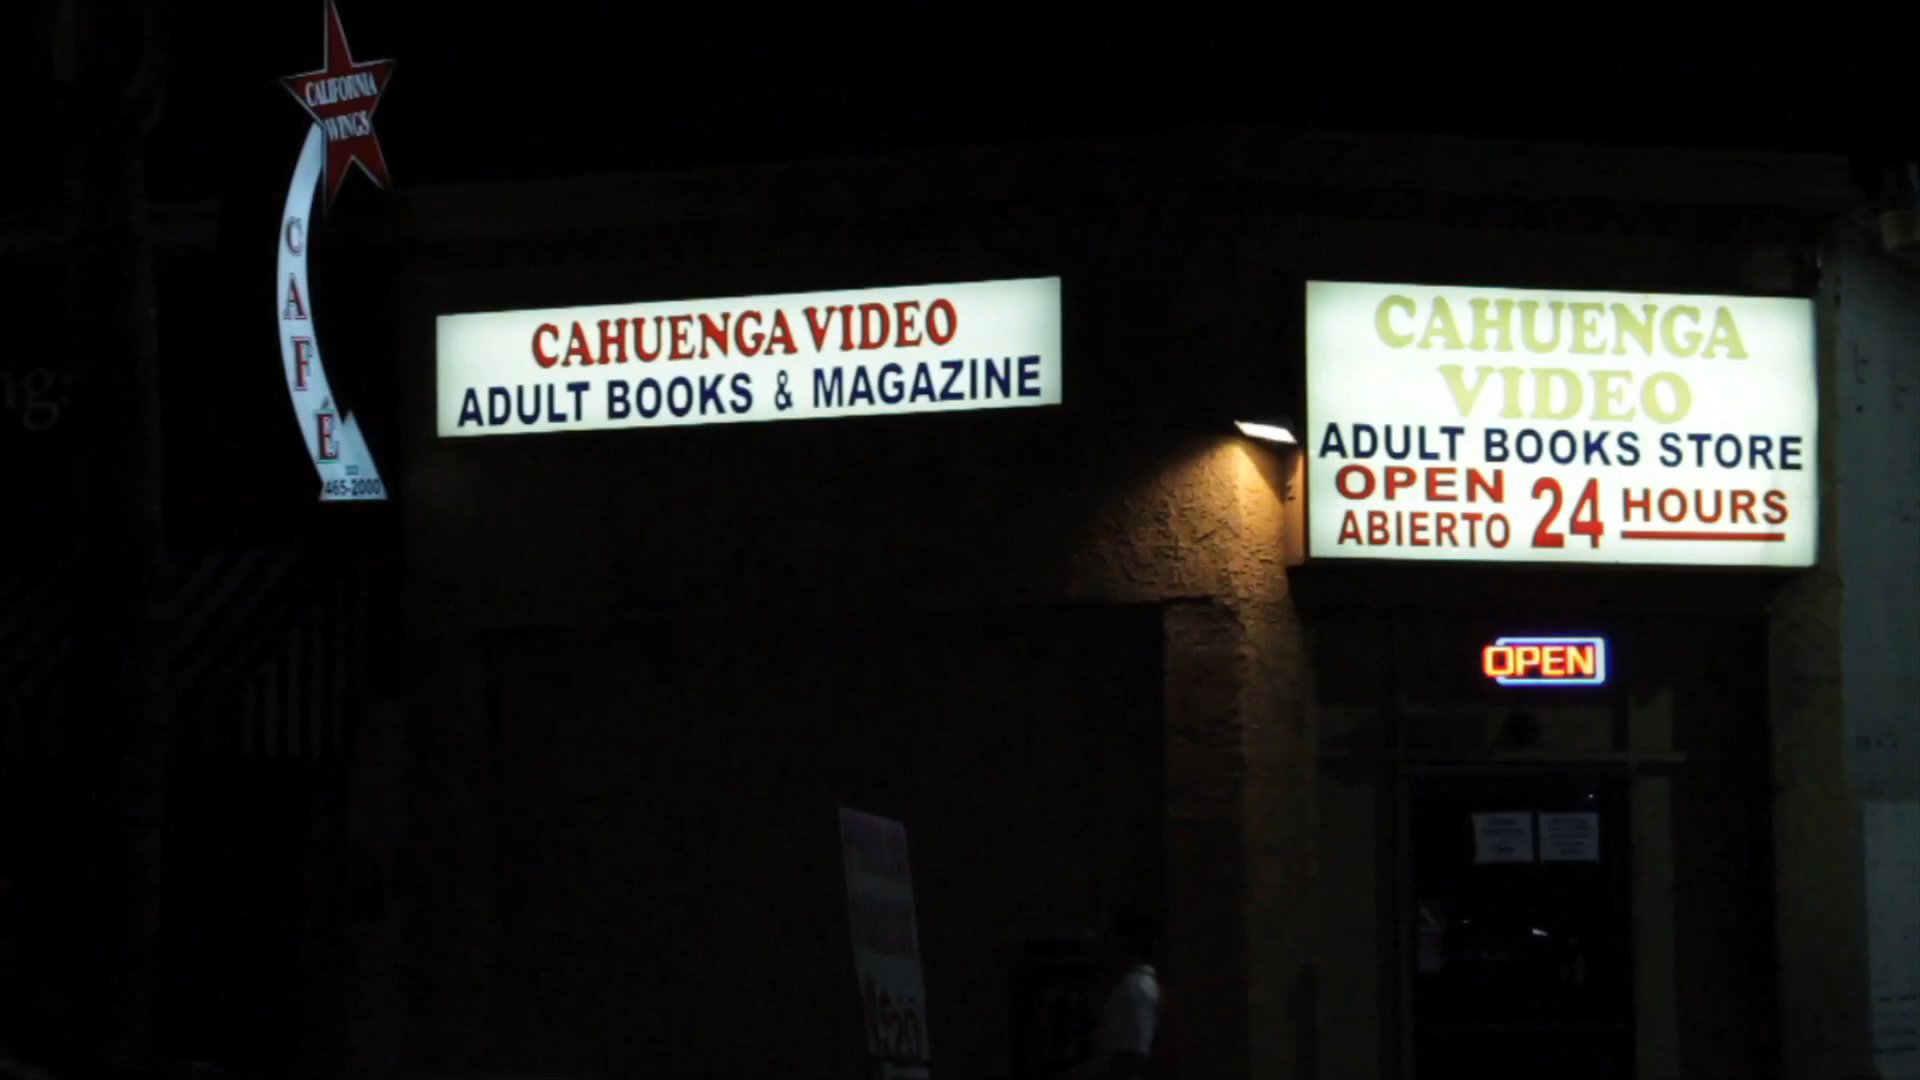 CALIFORNIA
WINGS
CAFÉ
465-2000
CAHUENGA VIDEO
ADULT BOOKS & MAGAZINE
CAHUENGA
VIDEO
ADULT BOOKS STORE
OPEN
ABIERTO
24 HOURS
OPEN